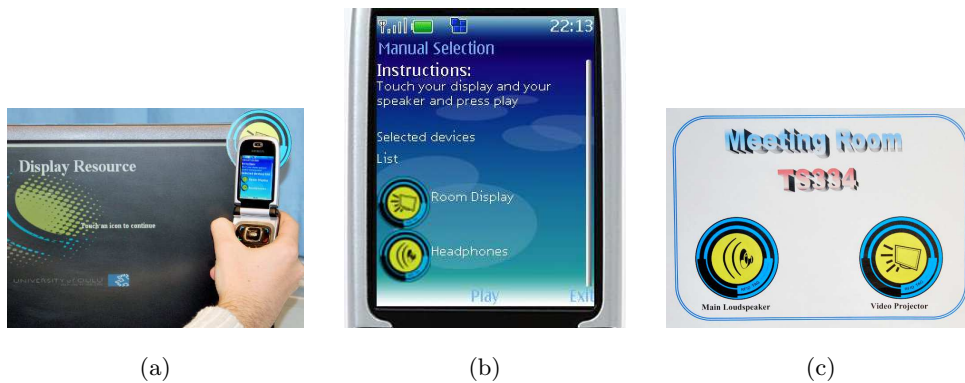 Display Resource
Touch an icon to continue
UNIVERSITY of OULU
22:13
Manual Selection
Instructions:
Touch your display and your
speaker and press play
Selected devices
List
Room Display
Headphones
Play
Exit
Meeting Room
TS334
Main Loudspeaker
Video Projector
(a)
(b)
(c)